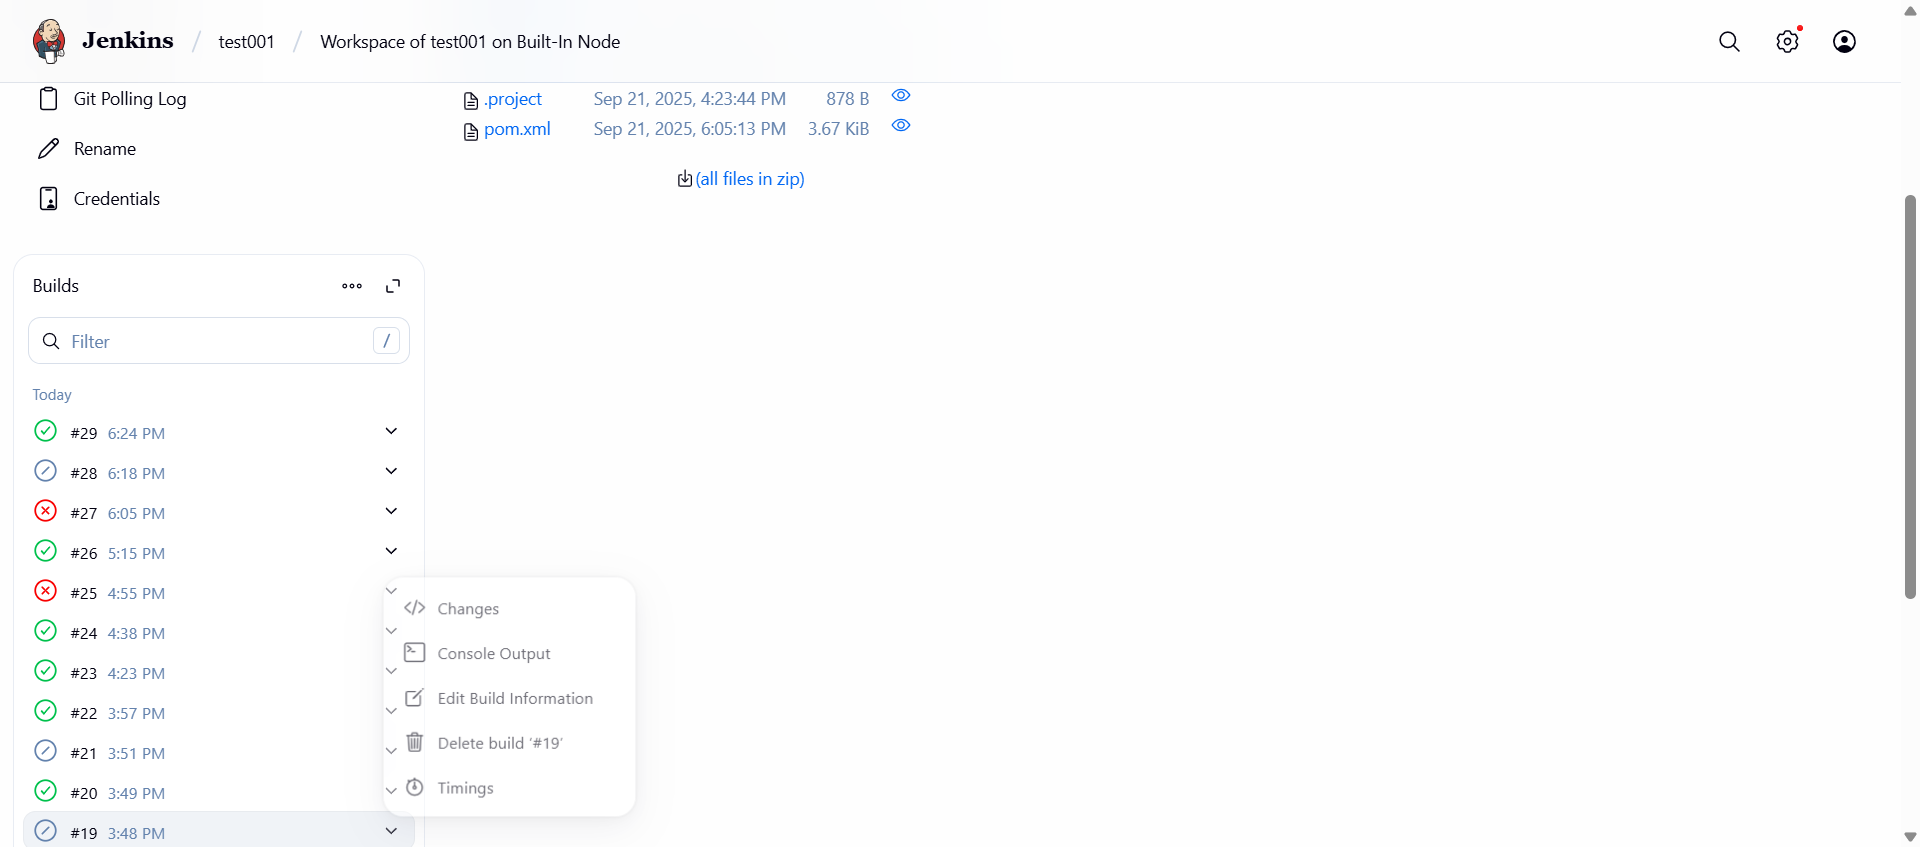 Jenkins / test001 / Workspace of test001 on Built-In Node
Git Polling Log
Rename
Credentials
.project Sep 21, 2025, 4:23:44 PM 878 B
pom.xml Sep 21, 2025, 6:05:13 PM 3.67 KiB
(all files in zip)
Builds
Filter /
Today
#29 6:24 PM
#28 6:18 PM
#27 6:05 PM
#26 5:15 PM
#25 4:55 PM
#24 4:38 PM
#23 4:23 PM
#22 3:57 PM
#21 3:51 PM
#20 3:49 PM
#19 3:48 PM
Changes
Console Output
Edit Build Information
Delete build ‘#19’
Timings